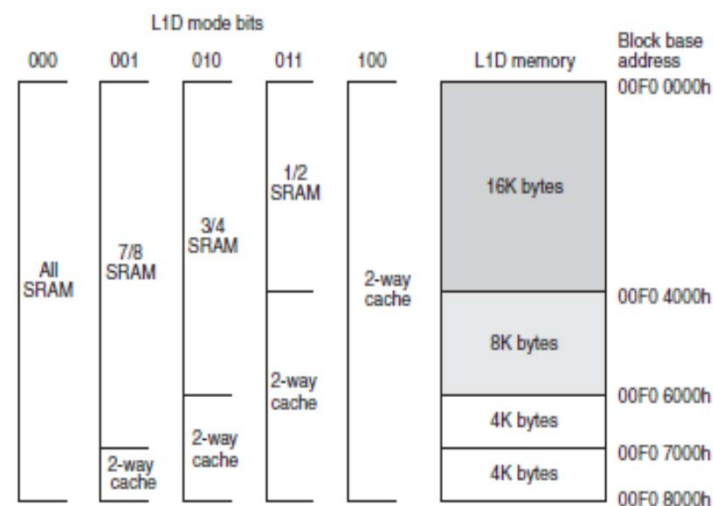 L1D mode bits
000 001 010 011 100 L1D memory
Block base
address
00F0 0000h
1/2
SRAM
16K bytes
3/4
SRAM
7/8
SRAM
All
SRAM
2-way
cache
00F0 4000h
8K bytes
2-way
cache
00F0 6000h
4K bytes
2-way
cache
00F0 7000h
2-way
cache
4K bytes
00F0 8000h